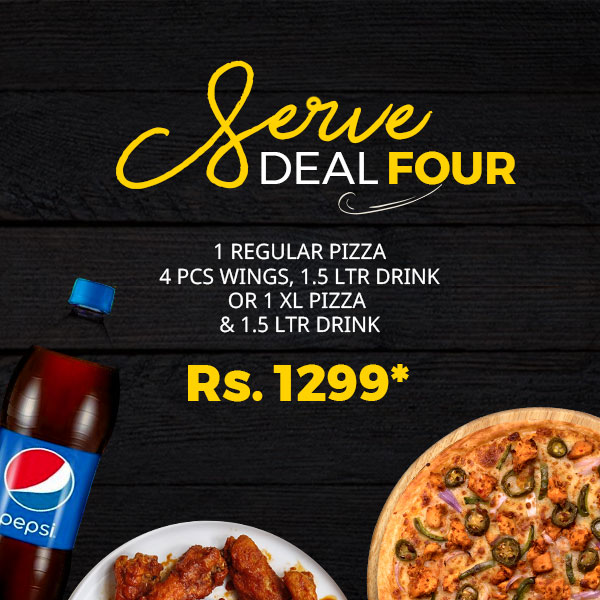 Serve
DEAL FOUR
1 REGULAR PIZZA
4 PCS WINGS, 1.5 LTR DRINK
OR 1 XL PIZZA
& 1.5 LTR DRINK
Rs. 1299*
pepsi